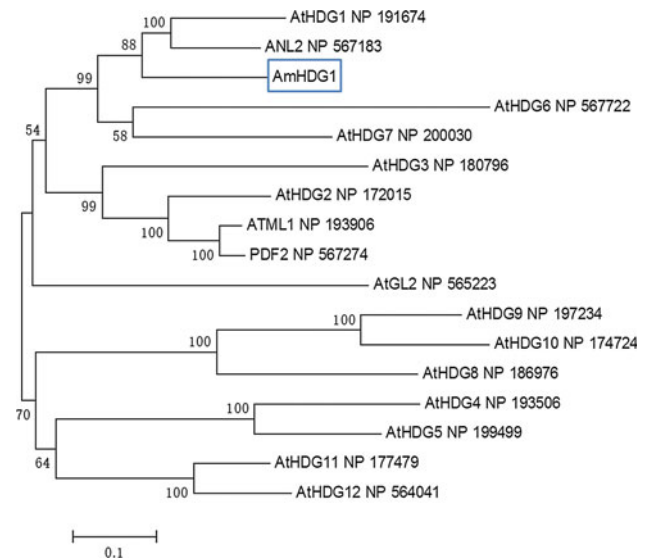 100
AtHDG1 NP 191674
88
ANL2 NP 567183
99
AmHDG1
AtHDG6 NP 567722
58
AtHDG7 NP 200030
54
AtHDG3 NP 180796
99
AtHDG2 NP 172015
100
ATML1 NP 193906
100
PDF2 NP 567274
AtGL2 NP 565223
AtHDG9 NP 197234
100
100
AtHDG10 NP 174724
AtHDG8 NP 186976
70
AtHDG4 NP 193506
100
AtHDG5 NP 199499
64
AtHDG11 NP 177479
100
AtHDG12 NP 564041
0.1